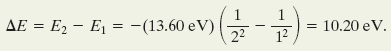 ΔE = E₂ − E₁ = −(13.60 eV) (1/2² − 1/1²) = 10.20 eV.